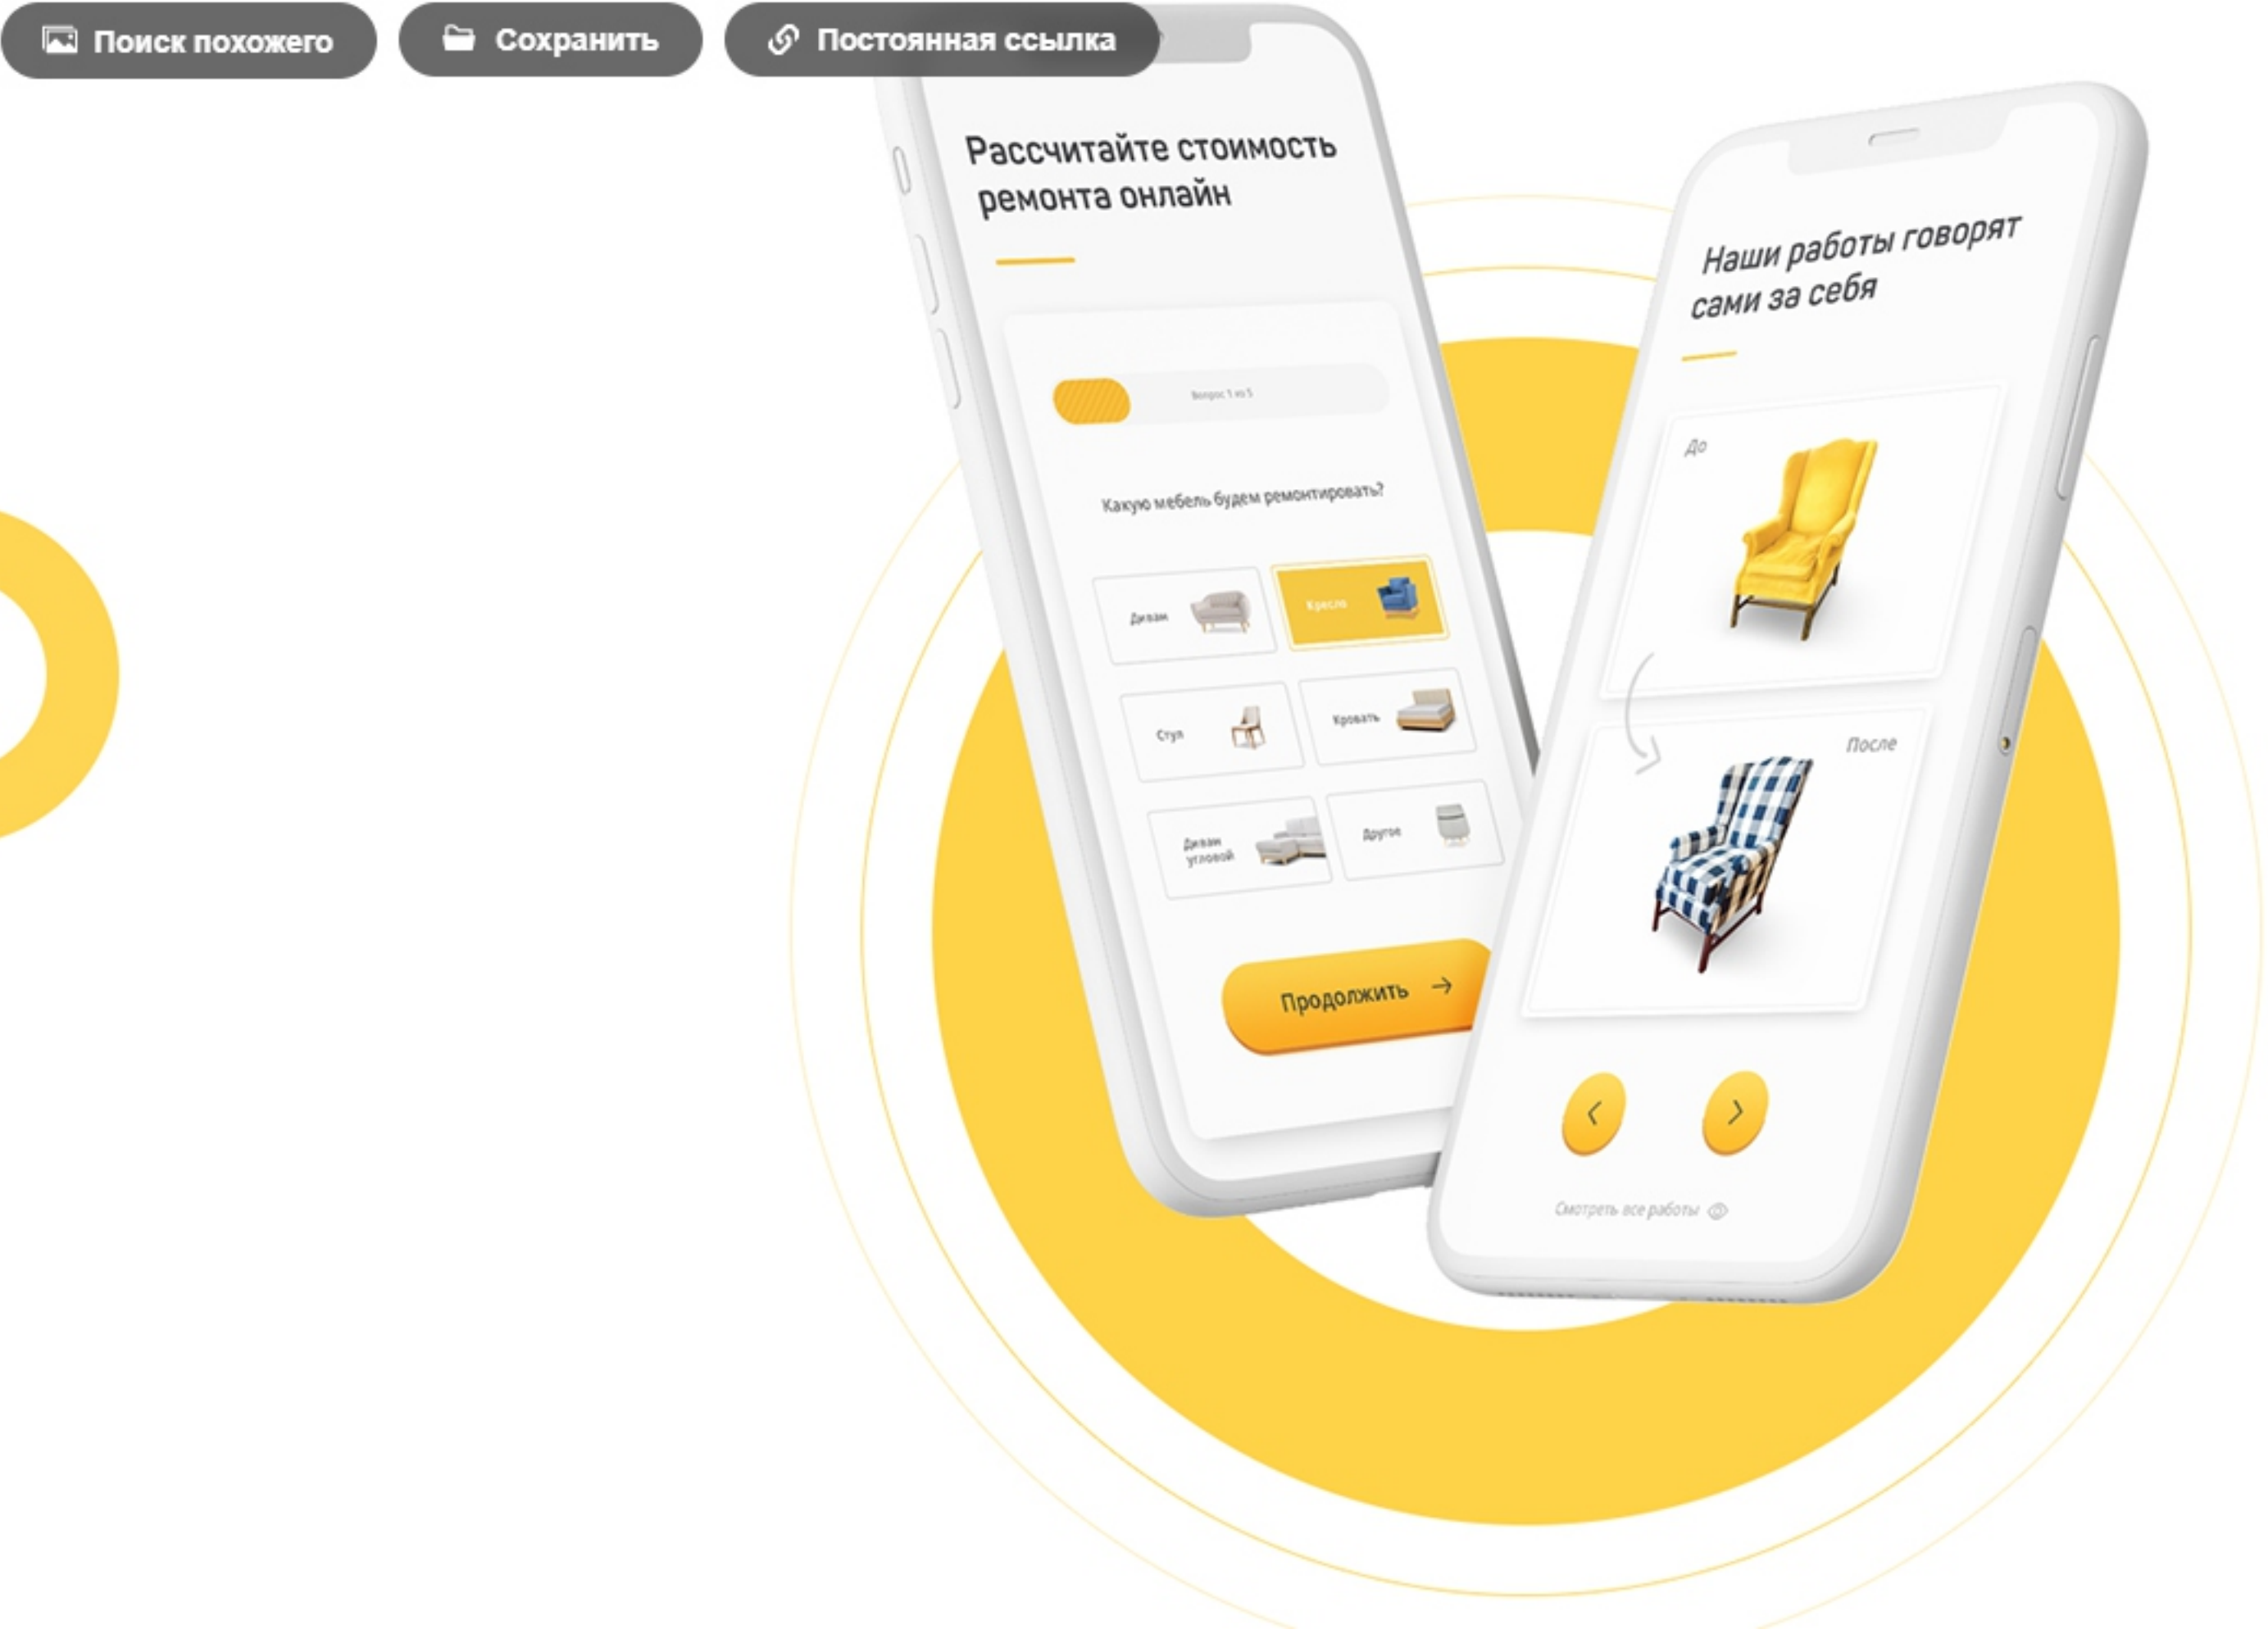 Поиск похожего
Сохранить
Постоянная ссылка
Рассчитайте стоимость
ремонта онлайн
Вопрос 1 из 5
Какую мебель будем ремонтировать?
Диван
Кресло
Стул
Кровать
Диван
угловой
Другое
Продолжить
Наши работы говорят
сами за себя
До
После
Смотреть все работы